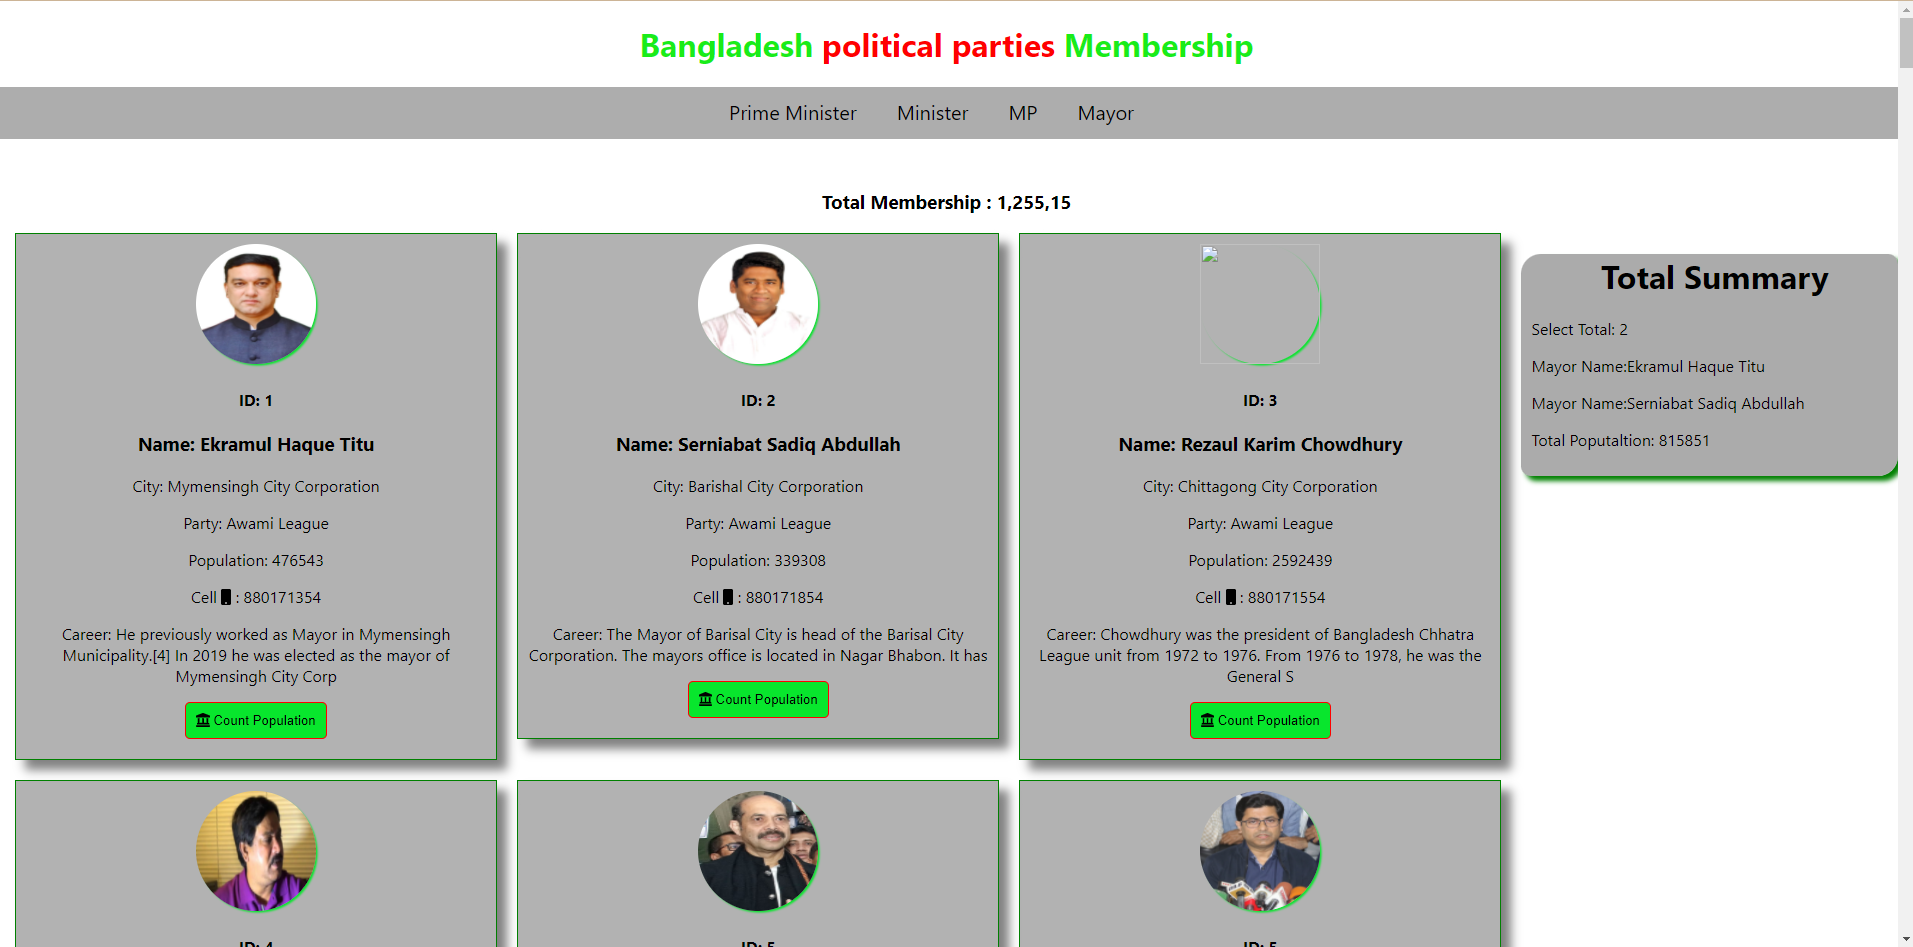 Bangladesh political parties Membership
Prime Minister Minister MP Mayor
Total Membership : 1,255,15
ID: 1
Name: Ekramul Haque Titu
City: Mymensingh City Corporation
Party: Awami League
Population: 476543
Cell : 880171354
Career: He previously worked as Mayor in Mymensingh
Municipality.[4] In 2019 he was elected as the mayor of
Mymensingh City Corp
Count Population
ID: 2
Name: Serniabat Sadiq Abdullah
City: Barishal City Corporation
Party: Awami League
Population: 339308
Cell : 880171854
Career: The Mayor of Barisal City is head of the Barisal City
Corporation. The mayors office is located in Nagar Bhabon. It has
Count Population
ID: 3
Name: Rezaul Karim Chowdhury
City: Chittagong City Corporation
Party: Awami League
Population: 2592439
Cell : 880171554
Career: Chowdhury was the president of Bangladesh Chhatra
League unit from 1972 to 1976. From 1976 to 1978, he was the
General S
Count Population
Total Summary
Select Total: 2
Mayor Name:Ekramul Haque Titu
Mayor Name:Serniabat Sadiq Abdullah
Total Poputaltion: 815851
ID: 4
ID: 5
ID: 5